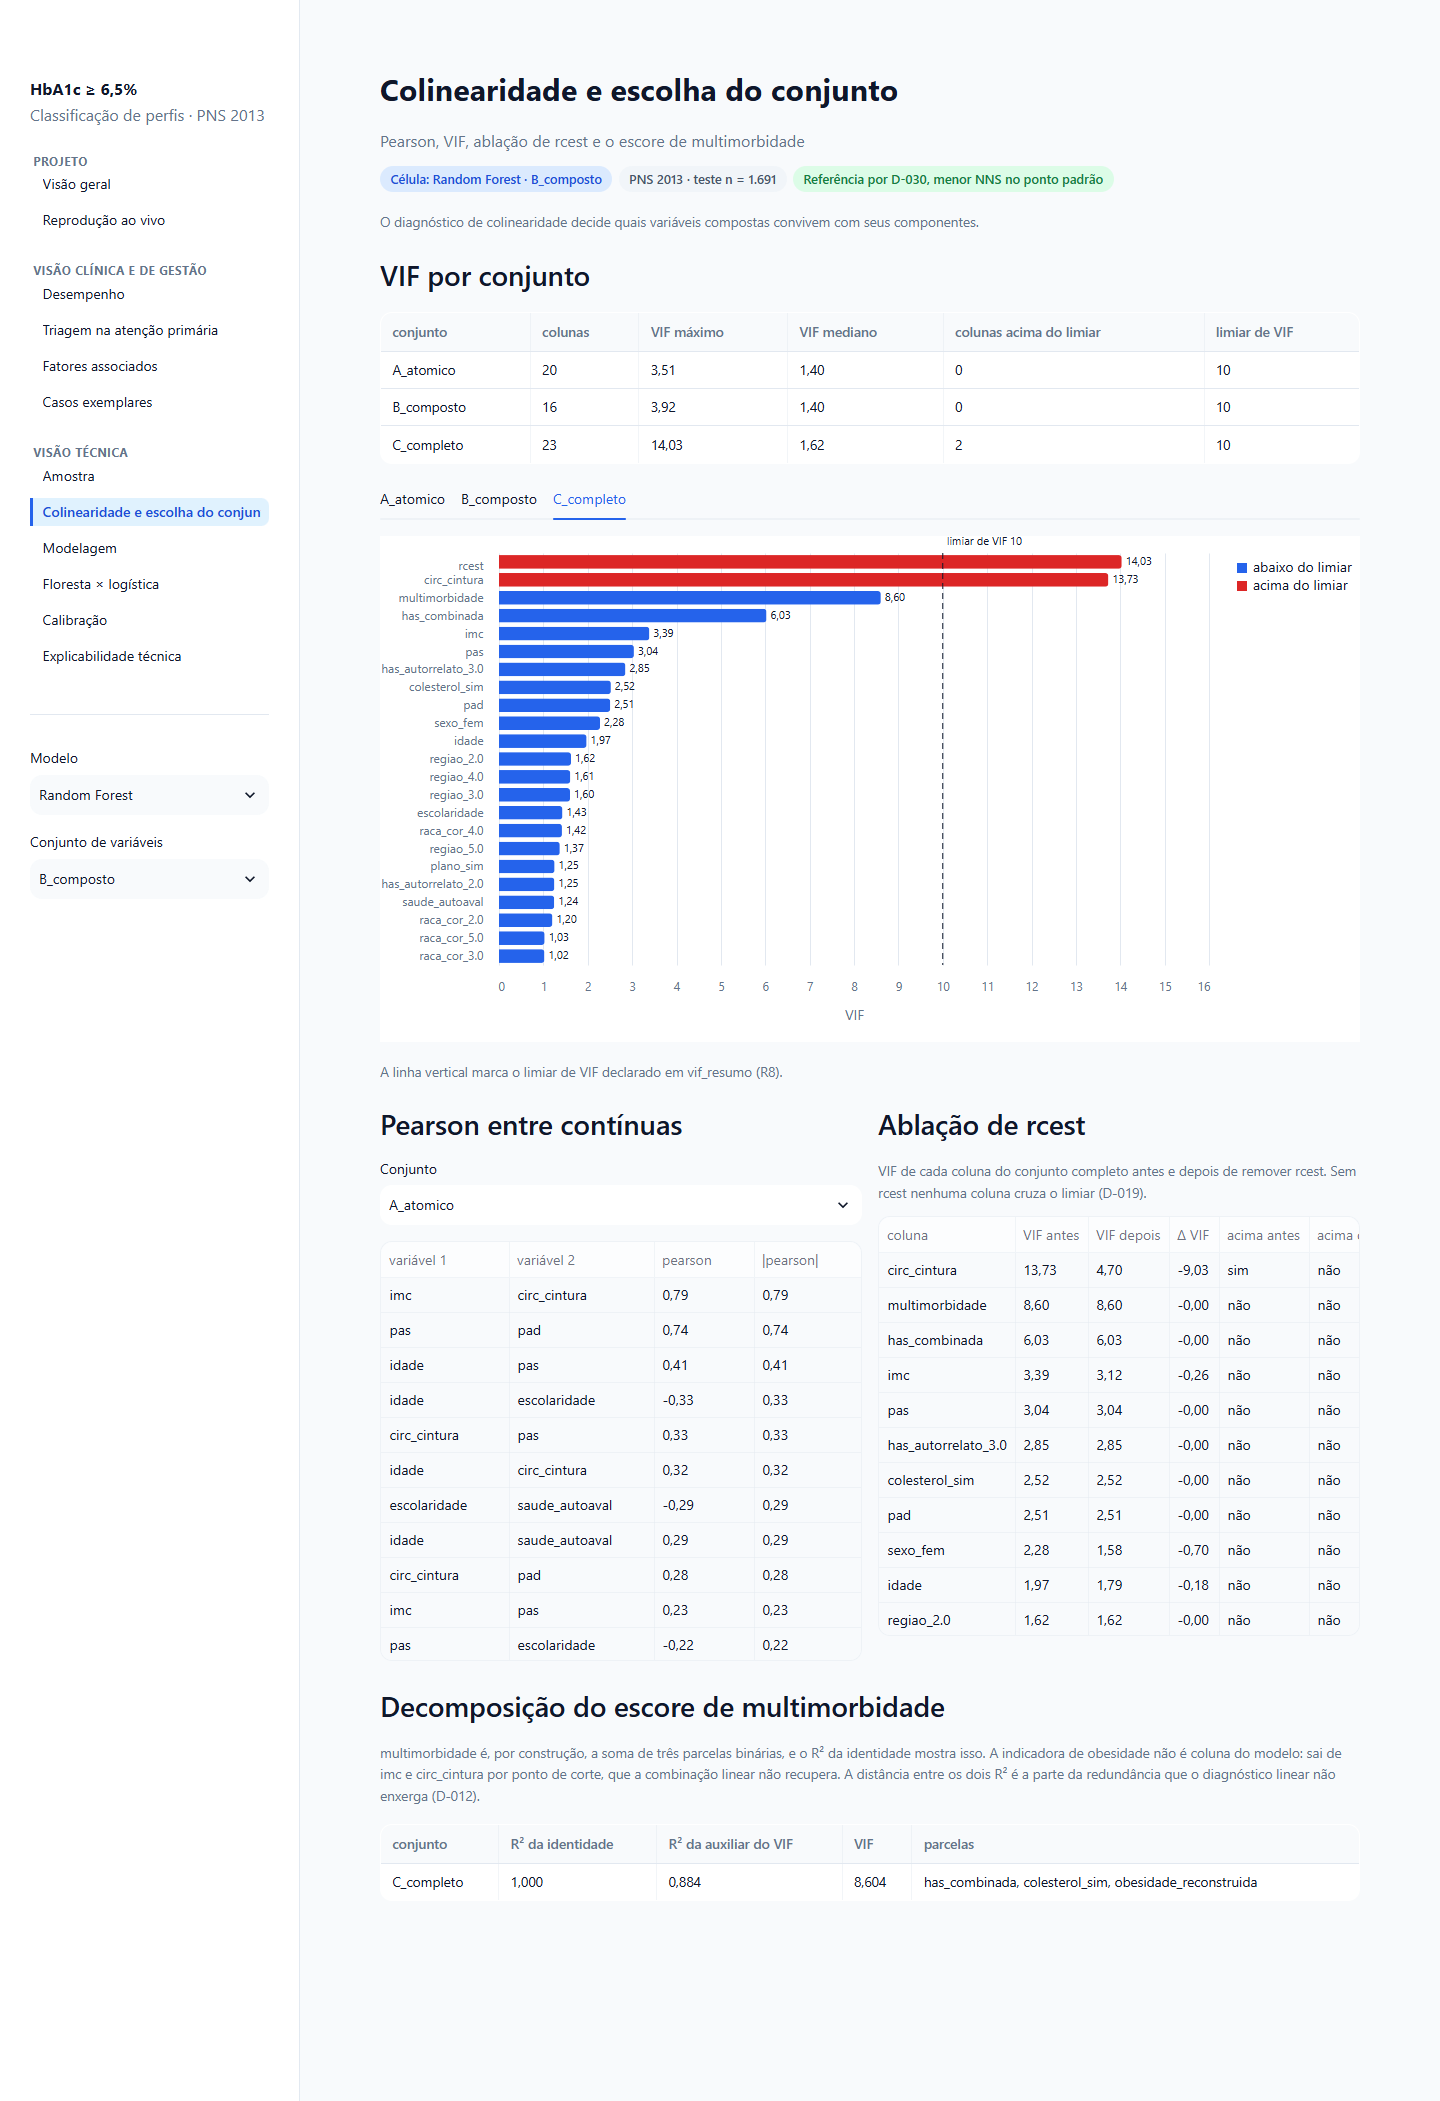 HbA1c ≥ 6,5%
Classificação de perfis · PNS 2013
PROJETO
Visão geral
Reprodução ao vivo
VISÃO CLÍNICA E DE GESTÃO
Desempenho
Triagem na atenção primária
Fatores associados
Casos exemplares
VISÃO TÉCNICA
Amostra
Colinearidade e escolha do conjun
Modelagem
Floresta × logística
Calibração
Explicabilidade técnica
Modelo
Random Forest
Conjunto de variáveis
B_composto
Colinearidade e escolha do conjunto
Pearson, VIF, ablação de rcest e o escore de multimorbidade
Célula: Random Forest · B_composto PNS 2013 · teste n = 1.691 Referência por D-030, menor NNS no ponto padrão
O diagnóstico de colinearidade decide quais variáveis compostas convivem com seus componentes.
VIF por conjunto
conjunto colunas VIF máximo VIF mediano colunas acima do limiar limiar de VIF
A_atomico 20 3,51 1,40 0 10
B_composto 16 3,92 1,40 0 10
C_completo 23 14,03 1,62 2 10
A_atomico B_composto C_completo
limiar de VIF 10
rcest 14,03
circ_cintura 13,73
multimorbidade 8,60
has_combinada 6,03
imc 3,39
pas 3,04
has_autorrelato_3.0 2,85
colesterol_sim 2,52
pad 2,51
sexo_fem 2,28
idade 1,97
regiao_2.0 1,62
regiao_4.0 1,61
regiao_3.0 1,60
escolaridade 1,43
raca_cor_4.0 1,42
regiao_5.0 1,37
plano_sim 1,25
has_autorrelato_2.0 1,25
saude_autoaval 1,24
raca_cor_2.0 1,20
raca_cor_5.0 1,03
raca_cor_3.0 1,02
0 1 2 3 4 5 6 7 8 9 10 11 12 13 14 15 16
VIF
abaixo do limiar
acima do limiar
A linha vertical marca o limiar de VIF declarado em vif_resumo (R8).
Pearson entre contínuas
Conjunto
A_atomico
variável 1 variável 2 pearson |pearson|
imc circ_cintura 0,79 0,79
pas pad 0,74 0,74
idade pas 0,41 0,41
idade escolaridade -0,33 0,33
circ_cintura pas 0,33 0,33
idade circ_cintura 0,32 0,32
escolaridade saude_autoaval -0,29 0,29
idade saude_autoaval 0,29 0,29
circ_cintura pad 0,28 0,28
imc pas 0,23 0,23
pas escolaridade -0,22 0,22
Ablação de rcest
VIF de cada coluna do conjunto completo antes e depois de remover rcest. Sem
rcest nenhuma coluna cruza o limiar (D-019).
coluna VIF antes VIF depois Δ VIF acima antes acima
circ_cintura 13,73 4,70 -9,03 sim não
multimorbidade 8,60 8,60 -0,00 não não
has_combinada 6,03 6,03 -0,00 não não
imc 3,39 3,12 -0,26 não não
pas 3,04 3,04 -0,00 não não
has_autorrelato_3.0 2,85 2,85 -0,00 não não
colesterol_sim 2,52 2,52 -0,00 não não
pad 2,51 2,51 -0,00 não não
sexo_fem 2,28 1,58 -0,70 não não
idade 1,97 1,79 -0,18 não não
regiao_2.0 1,62 1,62 -0,00 não não
Decomposição do escore de multimorbidade
multimorbidade é, por construção, a soma de três parcelas binárias, e o R² da identidade mostra isso. A indicadora de obesidade não é coluna do modelo: sai de
imc e circ_cintura por ponto de corte, que a combinação linear não recupera. A distância entre os dois R² é a parte da redundância que o diagnóstico linear não
enxerga (D-012).
conjunto R² da identidade R² da auxiliar do VIF VIF parcelas
C_completo 1,000 0,884 8,604 has_combinada, colesterol_sim, obesidade_reconstruida